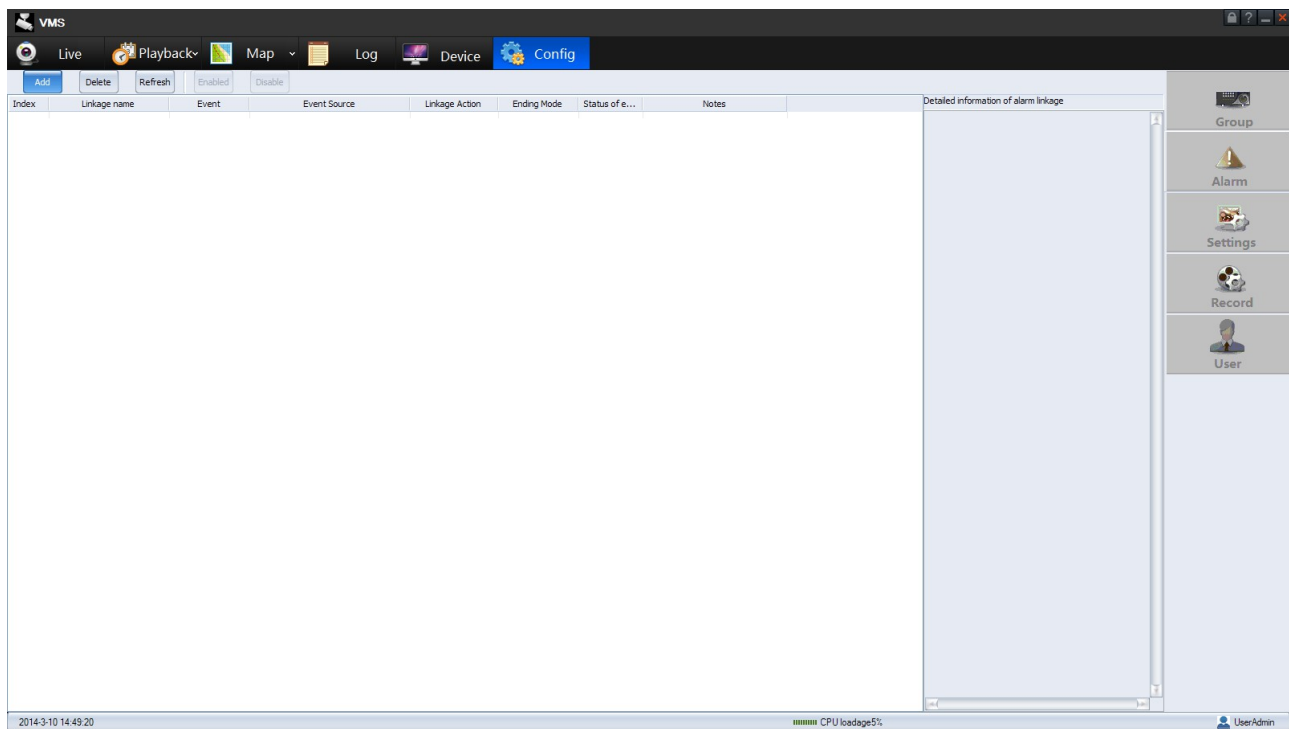 VMS
Live Playback Map Log Device Config
Add Delete Refresh Enabled Disable
Index Linkage name Event Event Source Linkage Action Ending Mode Status of e... Notes
Detailed information of alarm linkage
Group
Alarm
Settings
Record
User
2014-3-10 14:49:20 CPU loadage5% UserAdmin